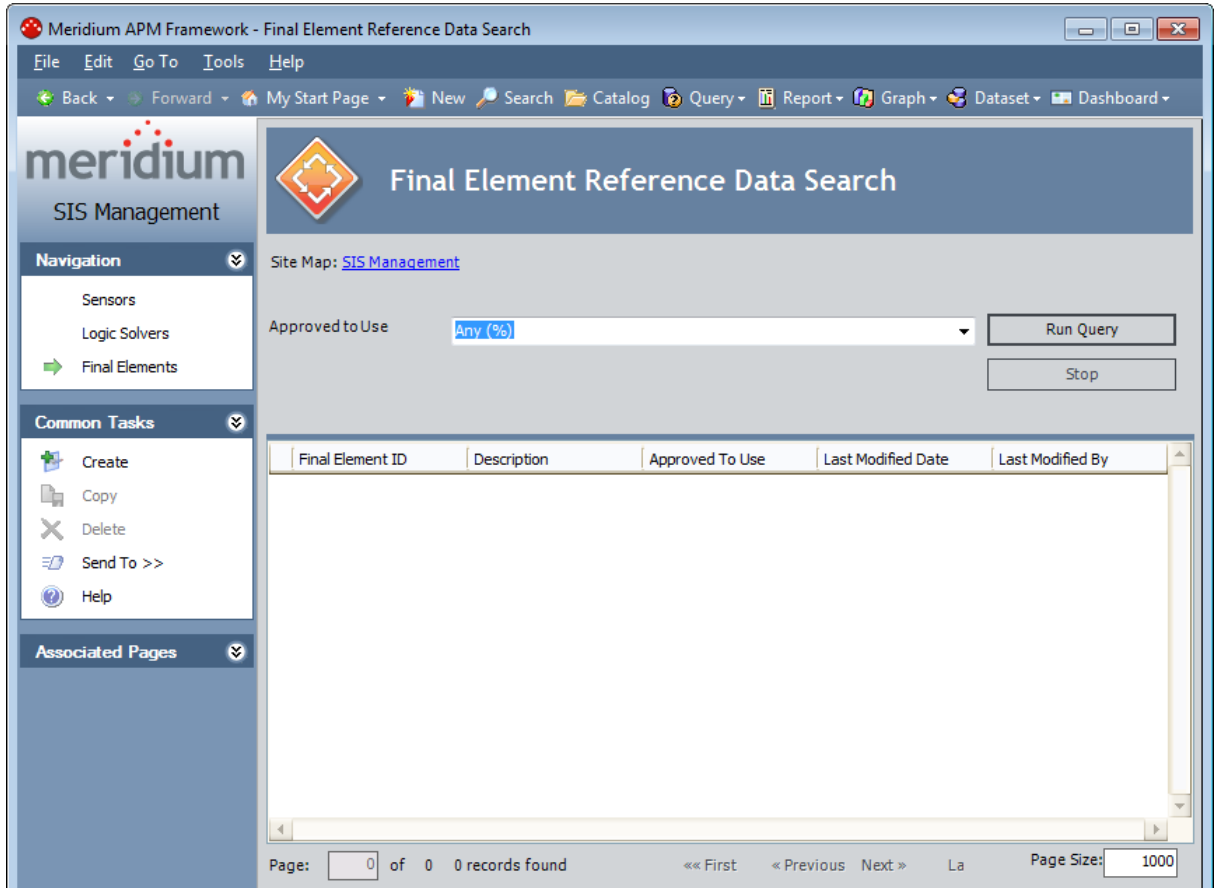 Meridium APM Framework - Final Element Reference Data Search
File Edit Go To Tools Help
Back Forward My Start Page New Search Catalog Query Report Graph Dataset Dashboard
meridium
SIS Management
Final Element Reference Data Search
Navigation
Sensors
Logic Solvers
Final Elements
Site Map: SIS Management
Approved to Use Any (%) Run Query
Stop
Common Tasks
Create
Copy
Delete
Send To >>
Help
Associated Pages
Final Element ID Description Approved To Use Last Modified Date Last Modified By
Page: 0 of 0 0 records found «« First « Previous Next » La Page Size: 1000